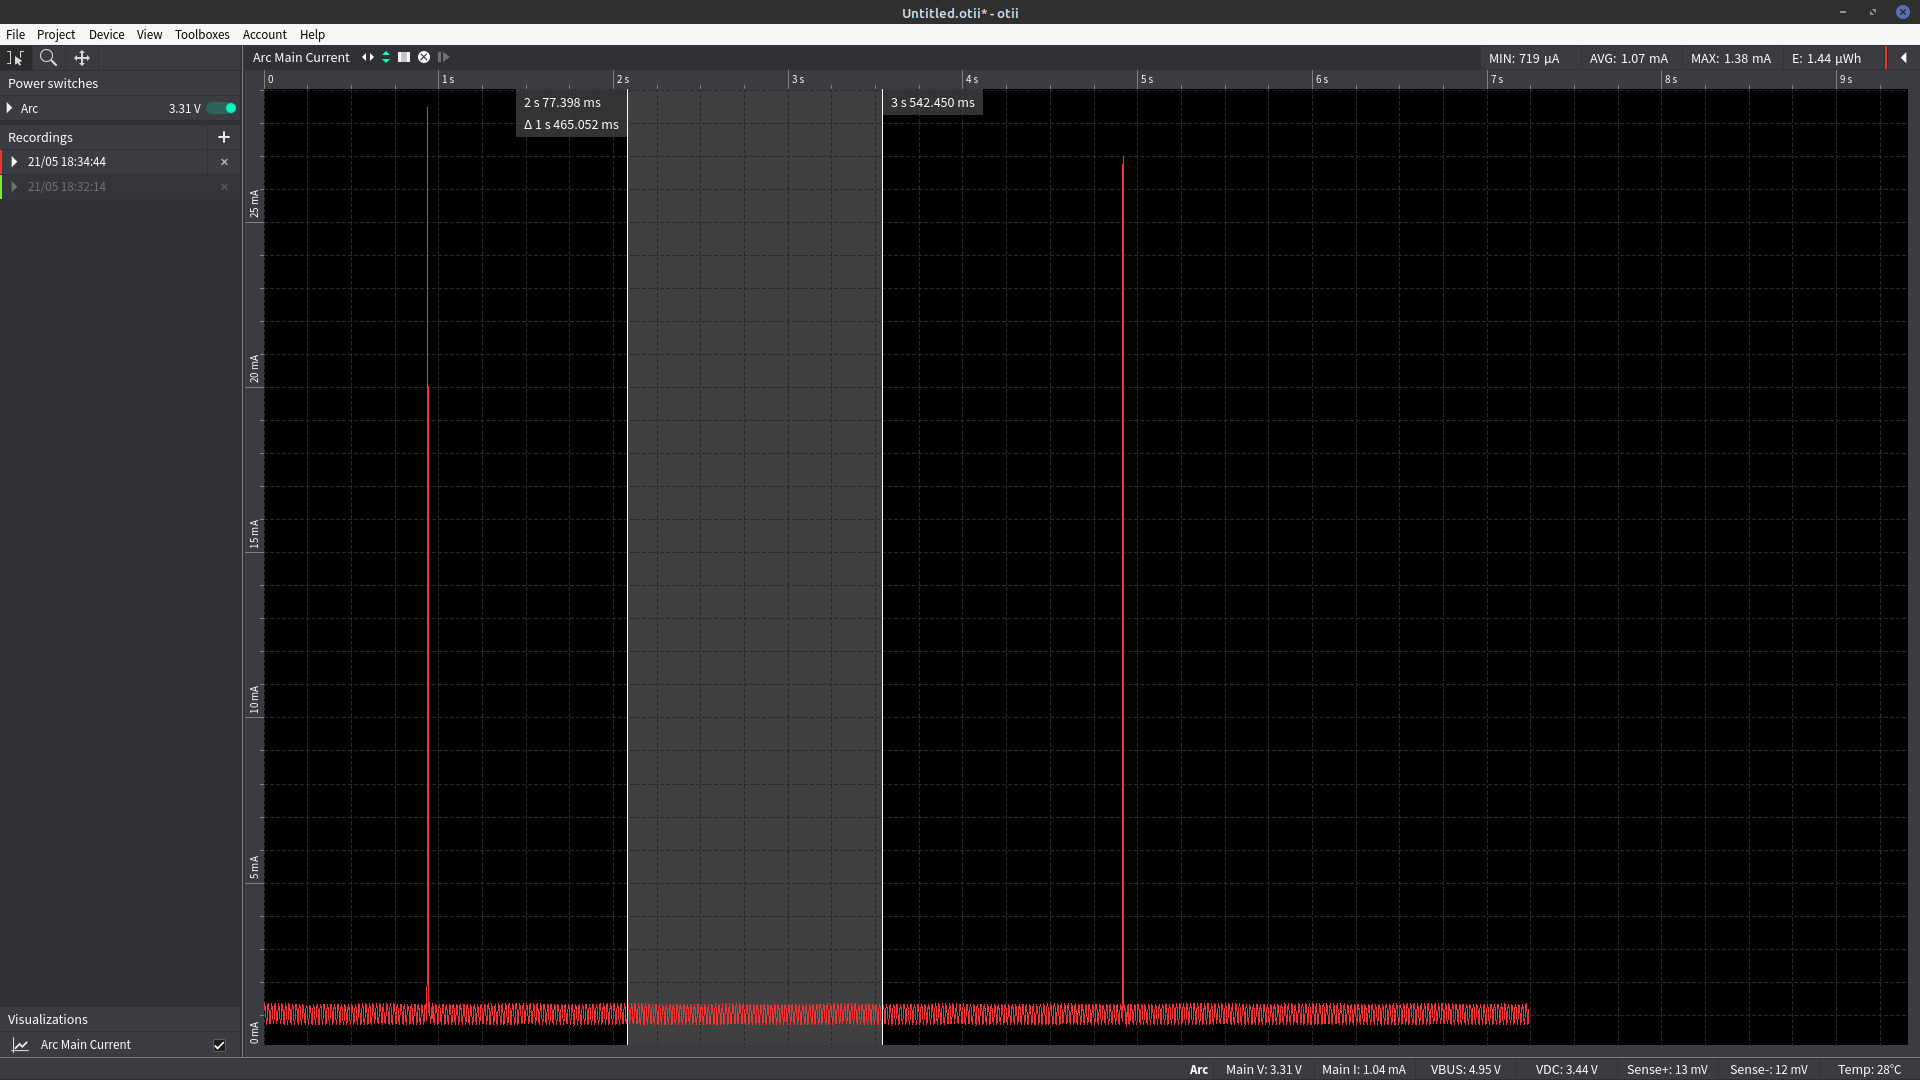 Untitled.otii* - otii
File Project Device View Toolboxes Account Help
Arc Main Current
MIN: 719 µA AVG: 1.07 mA MAX: 1.38 mA E: 1.44 µWh
Power switches
Arc 3.31 V
Recordings
21/05 18:34:44
21/05 18:32:14
0 1 s 2 s 3 s 4 s 5 s 6 s 7 s 8 s 9 s
2 s 77.398 ms
Δ 1 s 465.052 ms
3 s 542.450 ms
25 mA
20 mA
15 mA
10 mA
5 mA
0 mA
Visualizations
Arc Main Current
Arc Main V: 3.31 V Main I: 1.04 mA VBUS: 4.95 V VDC: 3.44 V Sense+: 13 mV Sense-: 12 mV Temp: 28°C